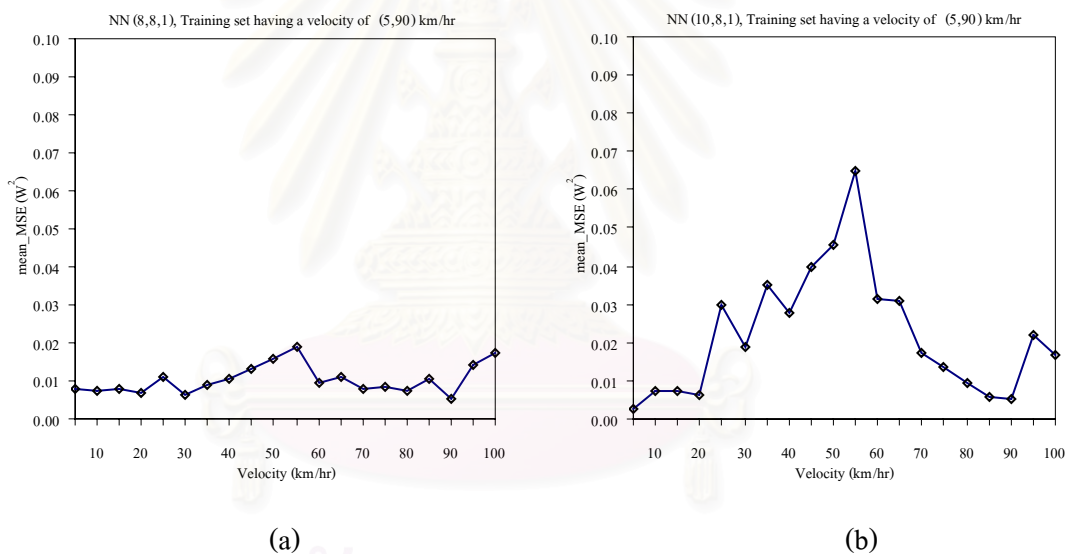 NN (8,8,1), Training set having a velocity of (5,90) km/hr
0.10
0.09
0.08
0.07
0.06
0.05
0.04
0.03
0.02
0.01
0.00
mean_MSE (W²)
10 20 30 40 50 60 70 80 90 100
Velocity (km/hr)
(a)
NN (10,8,1), Training set having a velocity of (5,90) km/hr
0.10
0.09
0.08
0.07
0.06
0.05
0.04
0.03
0.02
0.01
0.00
mean_MSE (W²)
10 20 30 40 50 60 70 80 90 100
Velocity (km/hr)
(b)